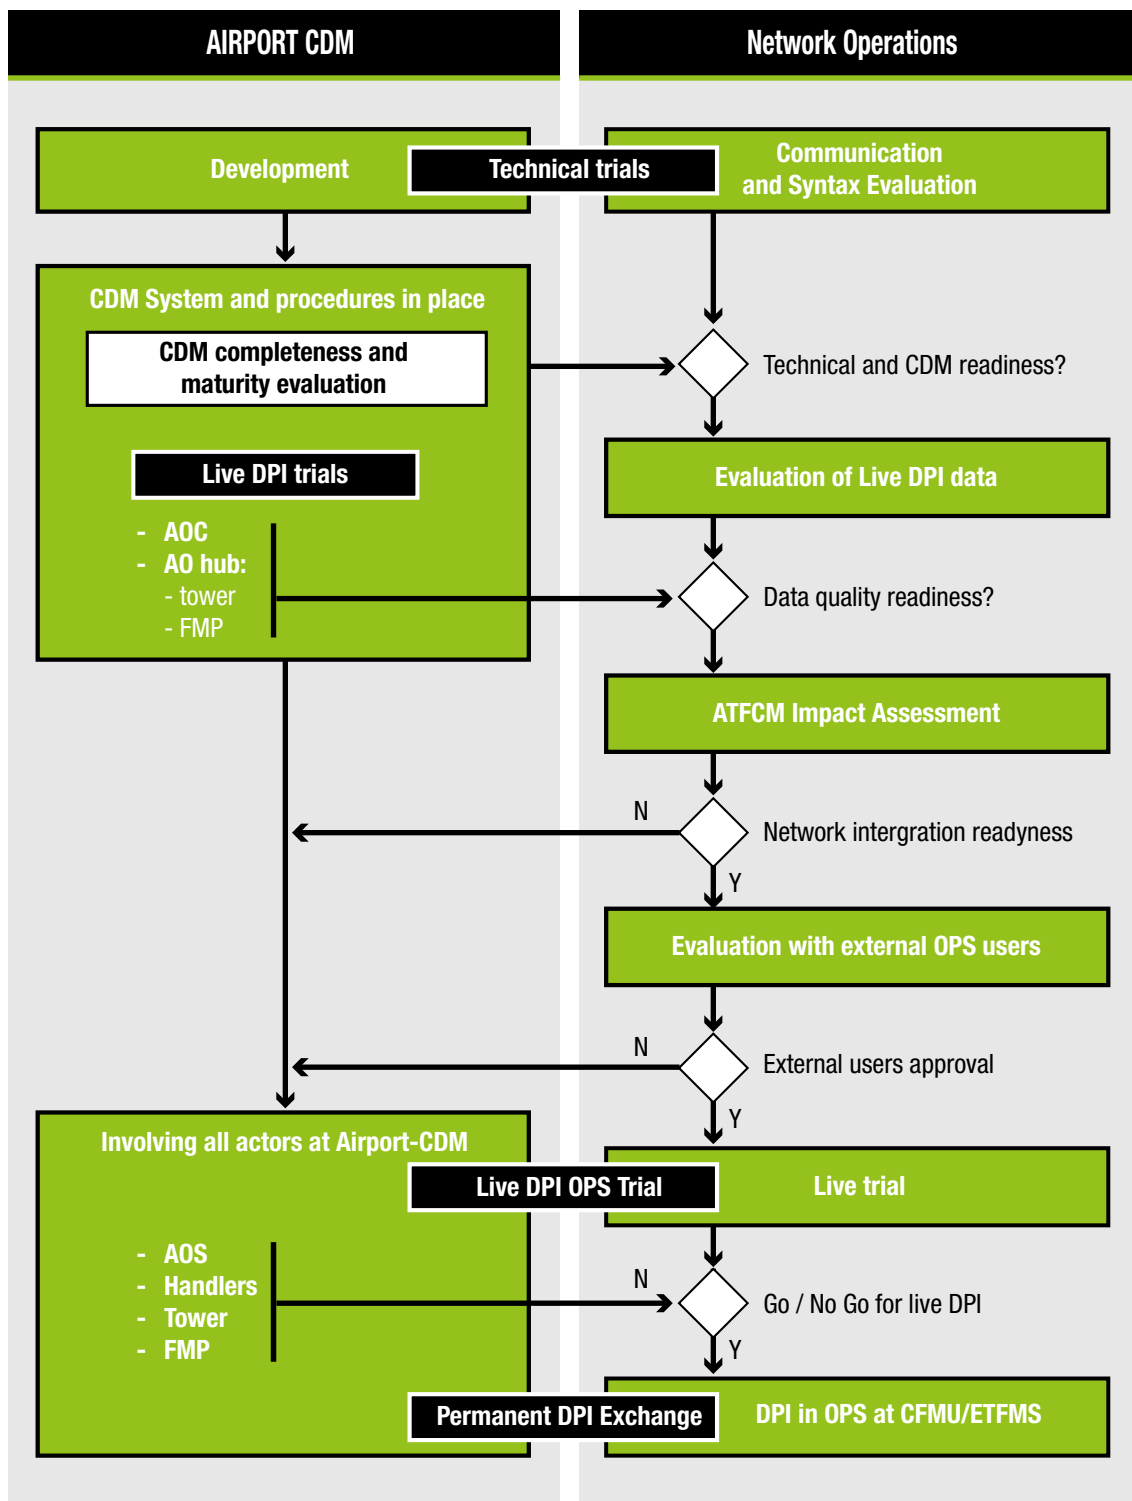 AIRPORT CDM
Network Operations
Development
Technical trials
Communication
and Syntax Evaluation
CDM System and procedures in place
CDM completeness and
maturity evaluation
Technical and CDM readiness?
Live DPI trials
Evaluation of Live DPI data
- AOC
- AO hub:
- tower
- FMP
Data quality readiness?
ATFCM Impact Assessment
N
Network intergration readyness
Y
Evaluation with external OPS users
N
External users approval
Y
Involving all actors at Airport-CDM
Live DPI OPS Trial
Live trial
- AOS
- Handlers
- Tower
- FMP
N
Go / No Go for live DPI
Y
Permanent DPI Exchange
DPI in OPS at CFMU/ETFMS